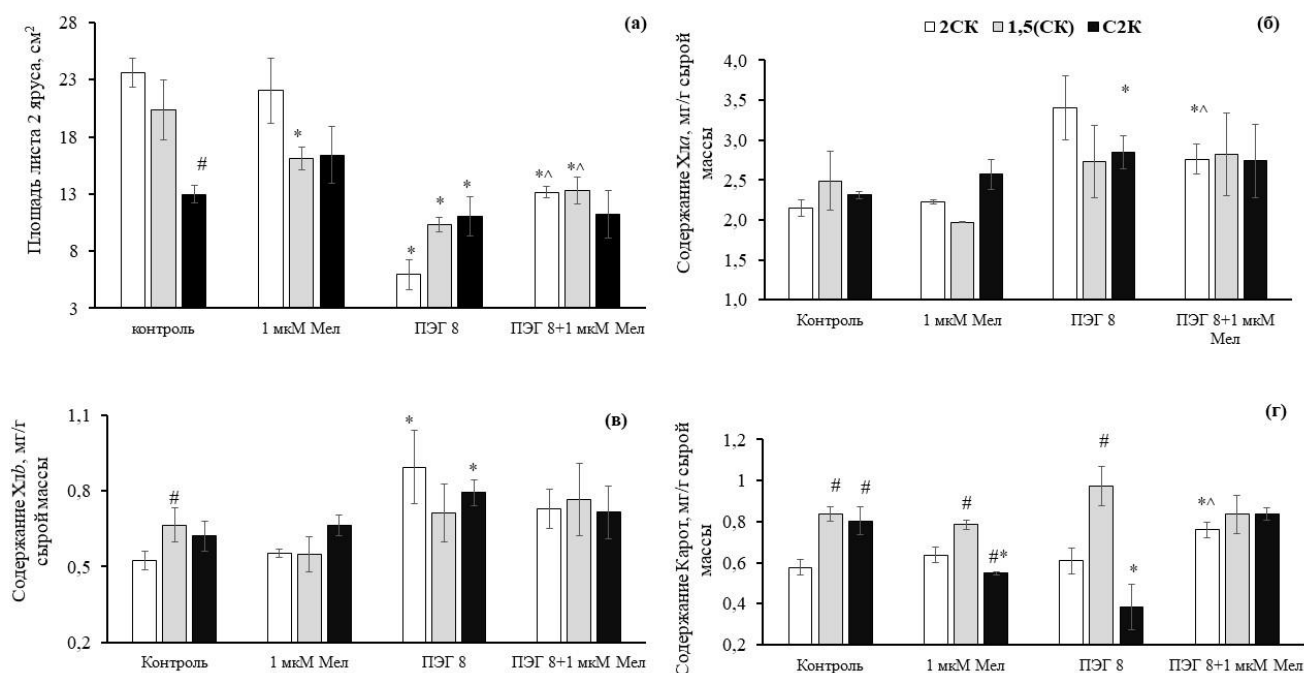 (а)
Площадь листа 2 яруса, см²
28
23
18
13
8
3
#
*
*
*
*
*^
*^
контроль
1 мкМ Мел
ПЭГ 8
ПЭГ 8+1 мкМ Мел
2СК
1,5(СК)
С2К
(б)
Содержание Хла, мг/г сырой
массы
4,0
3,5
3,0
2,5
2,0
1,5
1,0
*
*^
Контроль
1 мкМ Мел
ПЭГ 8
ПЭГ 8+1 мкМ
Мел
(в)
Содержание Хлb, мг/г
сырой массы
1,1
0,8
0,5
0,2
#
*
*
Контроль
1 мкМ Мел
ПЭГ 8
ПЭГ 8+1 мкМ Мел
(г)
Содержание Карот, мг/г сырой
массы
1,2
1
0,8
0,6
0,4
0,2
#
#
#
#*
#
*
*^
Контроль
1 мкМ Мел
ПЭГ 8
ПЭГ 8+1 мкМ Мел